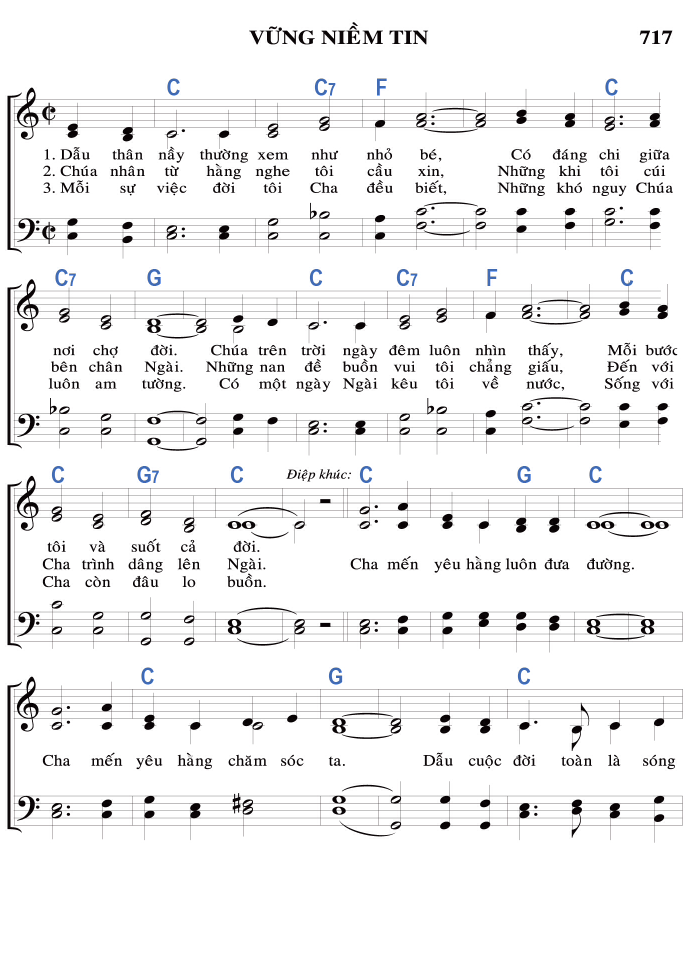 VỮNG NIỀM TIN 717
C C7 F C
1. Dẫu thân nầy thường xem như nhỏ bé, Có đáng chi giữa
2. Chúa nhân từ hằng nghe tôi cầu xin, Những khi tôi cúi
3. Mỗi sự việc đời tôi Cha đều biết, Những khó nguy Chúa
C7 G C C7 F C
nơi chợ đời. Chúa trên trời ngày đêm luôn nhìn thấy, Mỗi bước
bên chân Ngài. Những nan đề buồn vui tôi chẳng giấu, Đến với
luôn am tường. Có một ngày Ngài kêu tôi về nước, Sống với
C G7 C Điệp khúc: C G C
tôi và suốt cả đời.
Cha trình dâng lên Ngài. Cha mến yêu hằng luôn đưa đường.
Cha còn đâu lo buồn.
C G C
Cha mến yêu hằng chăm sóc ta. Dẫu cuộc đời toàn là sóng